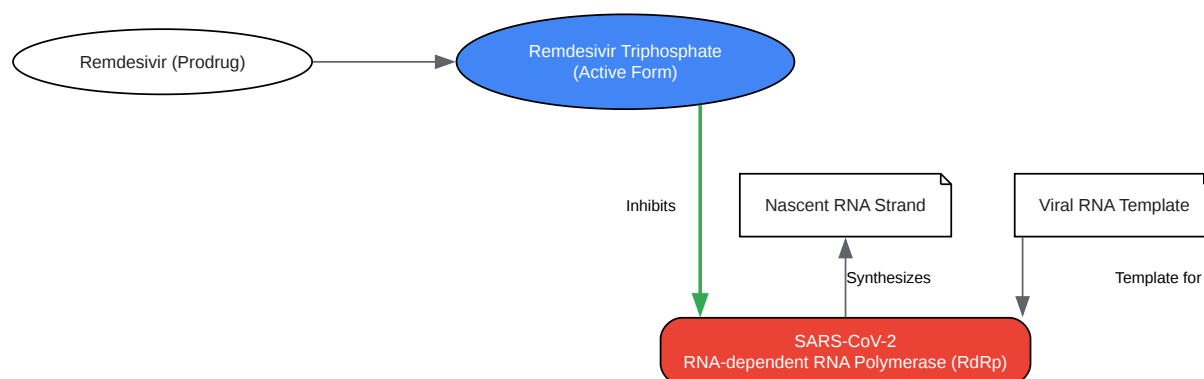 Remdesivir (Prodrug)
Remdesivir Triphosphate
(Active Form)
Inhibits
Nascent RNA Strand
Viral RNA Template
Synthesizes
Template for
SARS-CoV-2
RNA-dependent RNA Polymerase (RdRp)